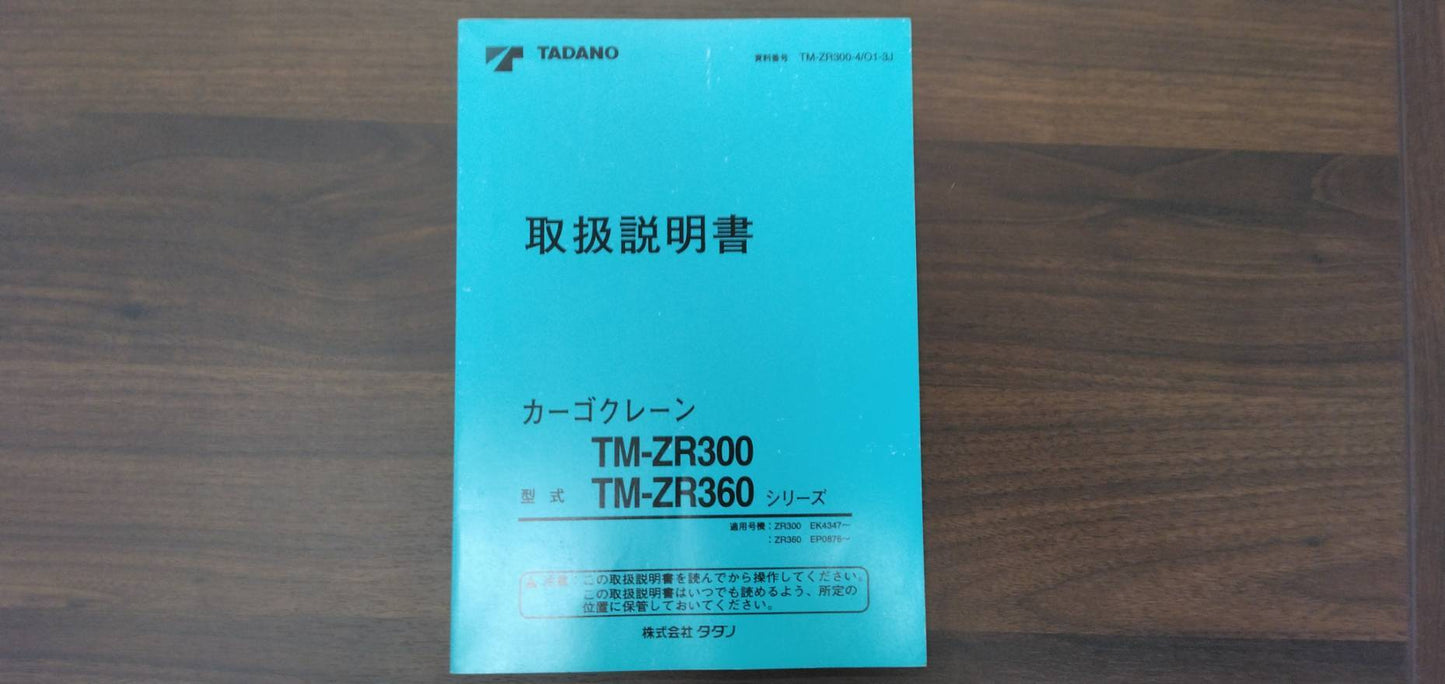 TADANO
資料番号 TM-ZR300-4/O1-3J
取扱説明書
カーゴクレーン
TM-ZR300
型式 TM-ZR360 シリーズ
適用号機：ZR300 EK4347〜
：ZR360 EP0876〜
この取扱説明書を読んでから操作してください。
この取扱説明書はいつでも読めるよう、所定の
位置に保管しておいてください。
株式会社 タダノ